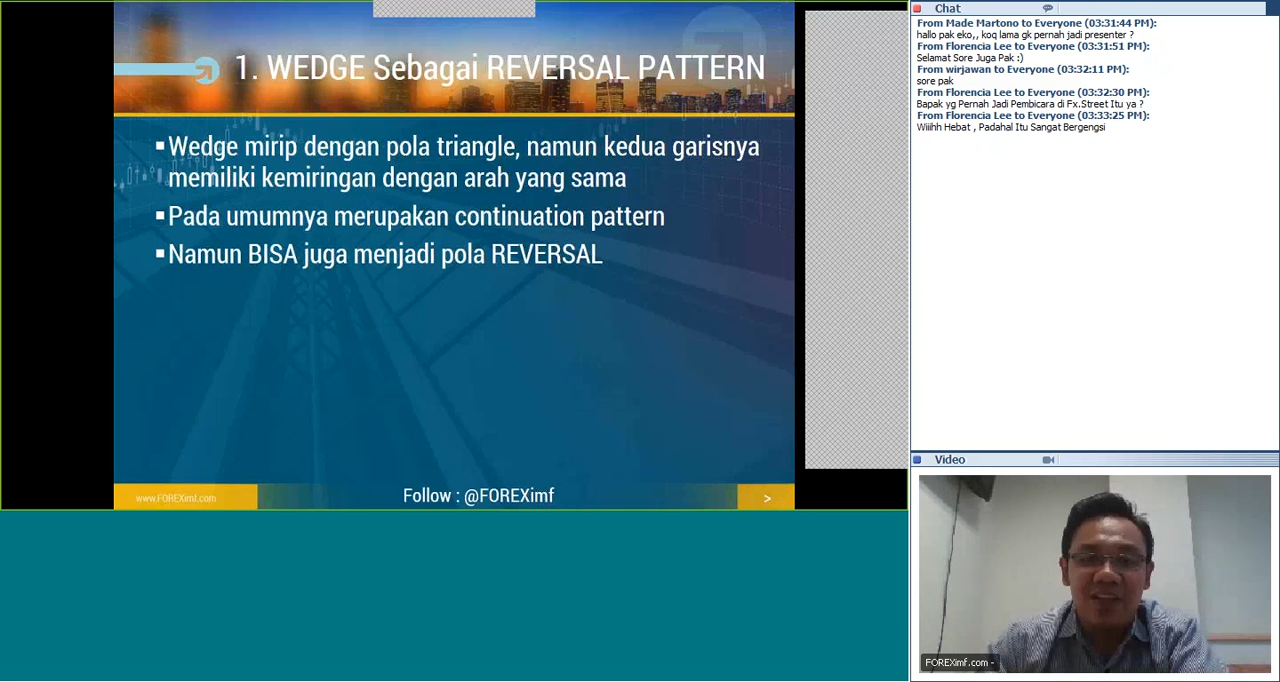 1. WEDGE Sebagai REVERSAL PATTERN
▪Wedge mirip dengan pola triangle, namun kedua garisnya
memiliki kemiringan dengan arah yang sama
▪Pada umumnya merupakan continuation pattern
▪Namun BISA juga menjadi pola REVERSAL
www.FOREXimf.com
Follow : @FOREXimf
>
Chat
From Made Martono to Everyone (03:31:44 PM):
hallo pak eko,, koq lama gk pernah jadi presenter ?
From Florencia Lee to Everyone (03:31:51 PM):
Selamat Sore Juga Pak :)
From wirjawan to Everyone (03:32:11 PM):
sore pak
From Florencia Lee to Everyone (03:32:30 PM):
Bapak yg Pernah Jadi Pembicara di Fx.Street Itu ya ?
From Florencia Lee to Everyone (03:33:25 PM):
Wiiihh Hebat , Padahal Itu Sangat Bergengsi
Video
FOREXimf.com -